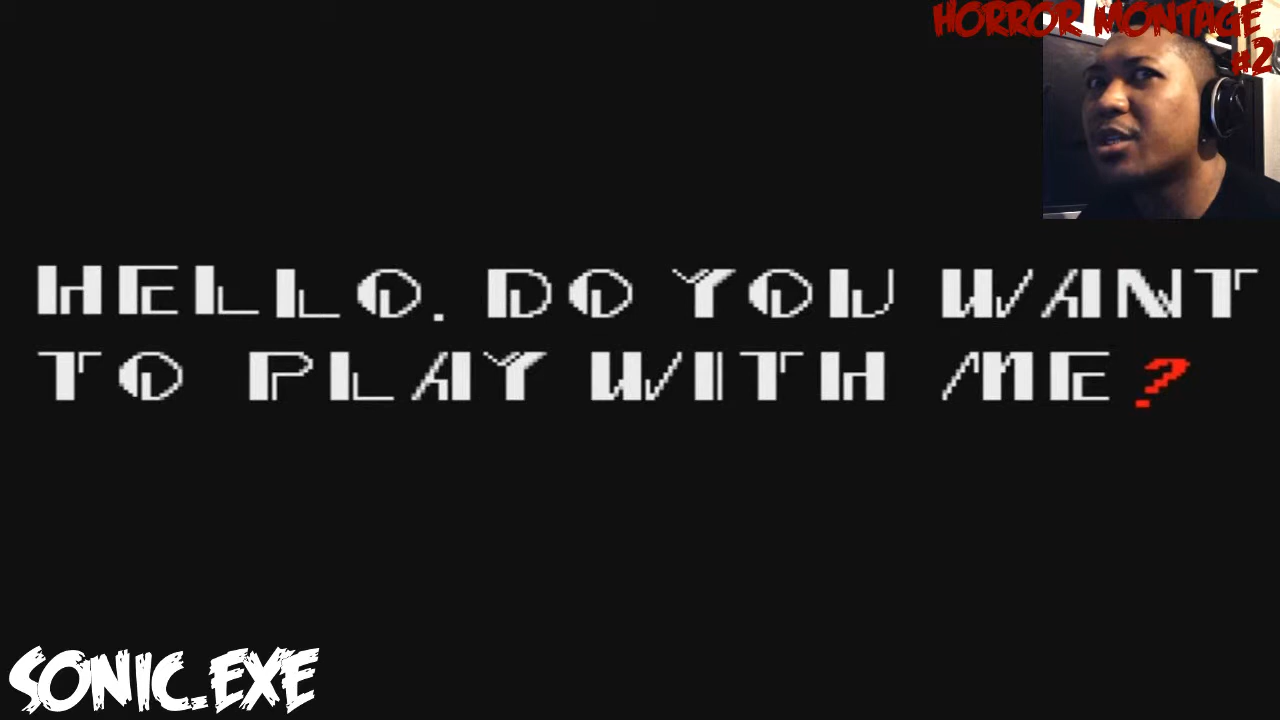 HORROR MONTAGE
#2
HELLO. DO YOU WANT
TO PLAY WITH ME?
SONIC.EXE